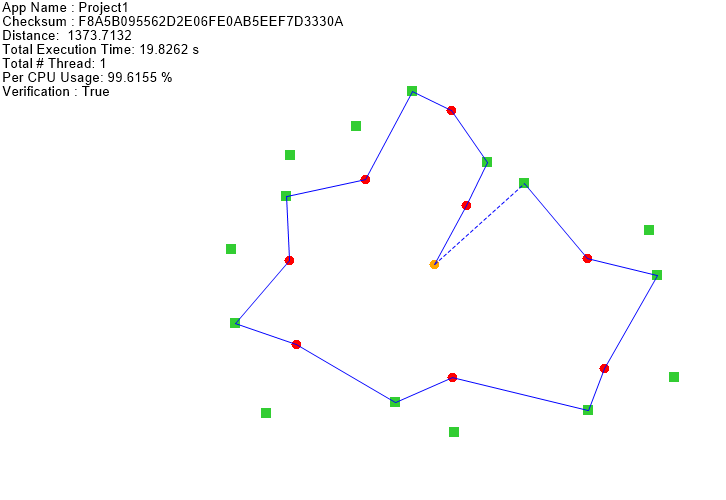 App Name : Project1
Checksum : F8A5B095562D2E06FE0AB5EEF7D3330A
Distance:  1373.7132
Total Execution Time: 19.8262 s
Total # Thread: 1
Per CPU Usage: 99.6155 %
Verification : True